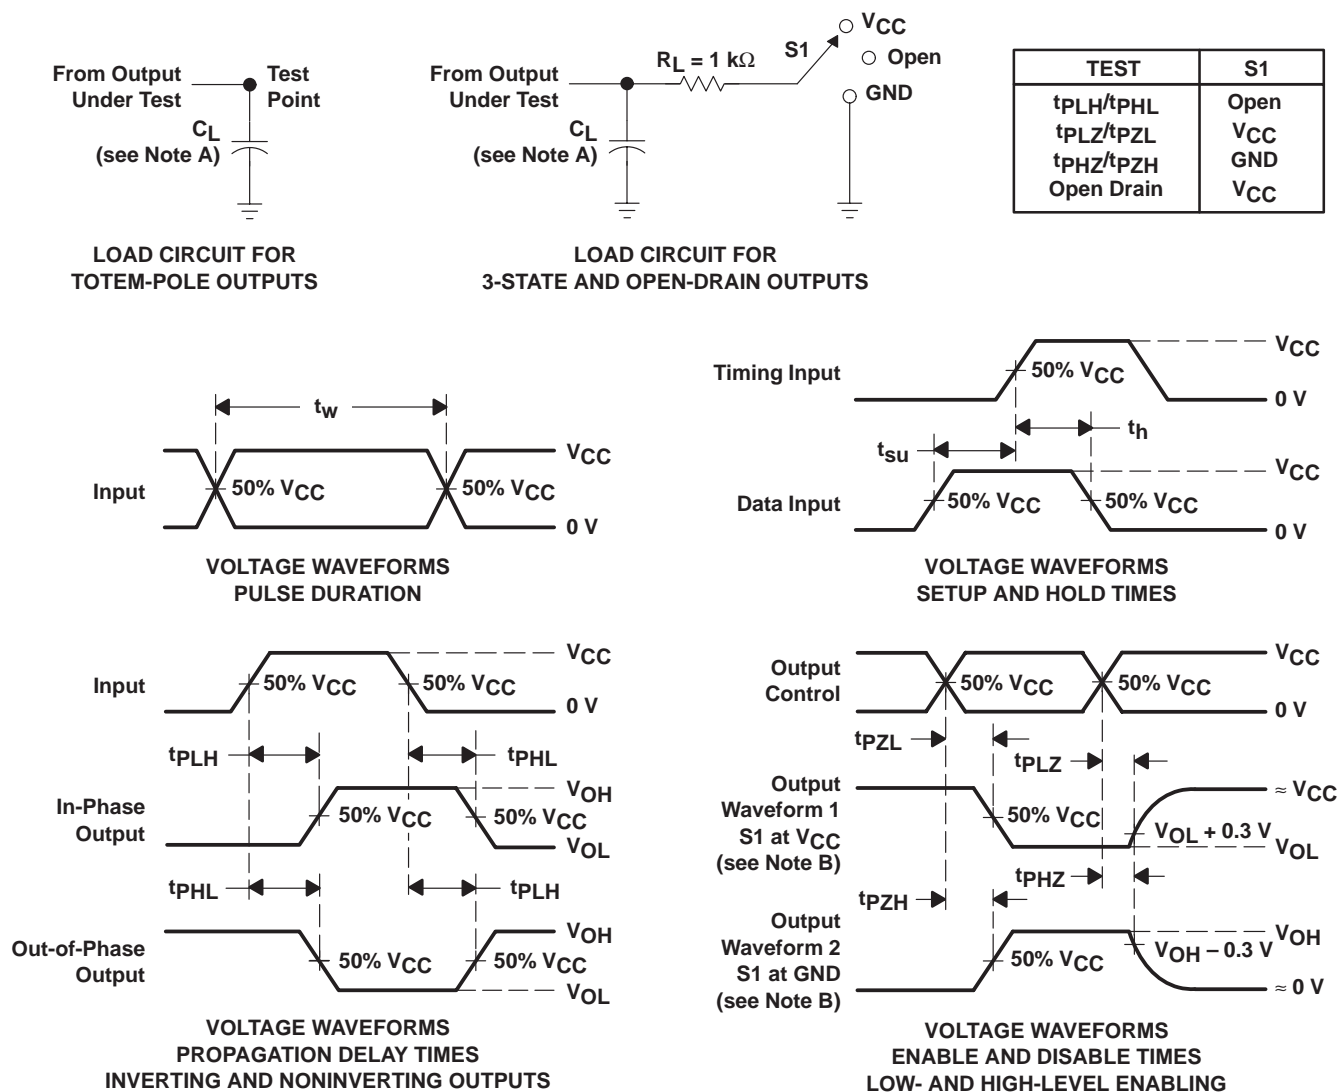 From Output
Under Test
Test
Point
CL
(see Note A)
LOAD CIRCUIT FOR
TOTEM-POLE OUTPUTS
From Output
Under Test
RL = 1 kΩ
S1
VCC
Open
GND
CL
(see Note A)
LOAD CIRCUIT FOR
3-STATE AND OPEN-DRAIN OUTPUTS
TEST S1
tPLH/tPHL Open
tPLZ/tPZL VCC
tPHZ/tPZH GND
Open Drain VCC
tw
Input
50% VCC
50% VCC
VCC
0 V
VOLTAGE WAVEFORMS
PULSE DURATION
Timing Input
50% VCC
VCC
0 V
tsu
th
Data Input
50% VCC
50% VCC
VCC
0 V
VOLTAGE WAVEFORMS
SETUP AND HOLD TIMES
Input
50% VCC
50% VCC
VCC
0 V
tPLH
tPHL
In-Phase
Output
50% VCC
50% VCC
VOH
VOL
tPHL
tPLH
Out-of-Phase
Output
50% VCC
50% VCC
VOH
VOL
VOLTAGE WAVEFORMS
PROPAGATION DELAY TIMES
INVERTING AND NONINVERTING OUTPUTS
Output
Control
50% VCC
50% VCC
VCC
0 V
tPZL
tPLZ
Output
Waveform 1
S1 at VCC
(see Note B)
50% VCC
VOL + 0.3 V
≈ VCC
VOL
tPZH
tPHZ
Output
Waveform 2
S1 at GND
(see Note B)
50% VCC
VOH − 0.3 V
VOH
≈ 0 V
VOLTAGE WAVEFORMS
ENABLE AND DISABLE TIMES
LOW- AND HIGH-LEVEL ENABLING